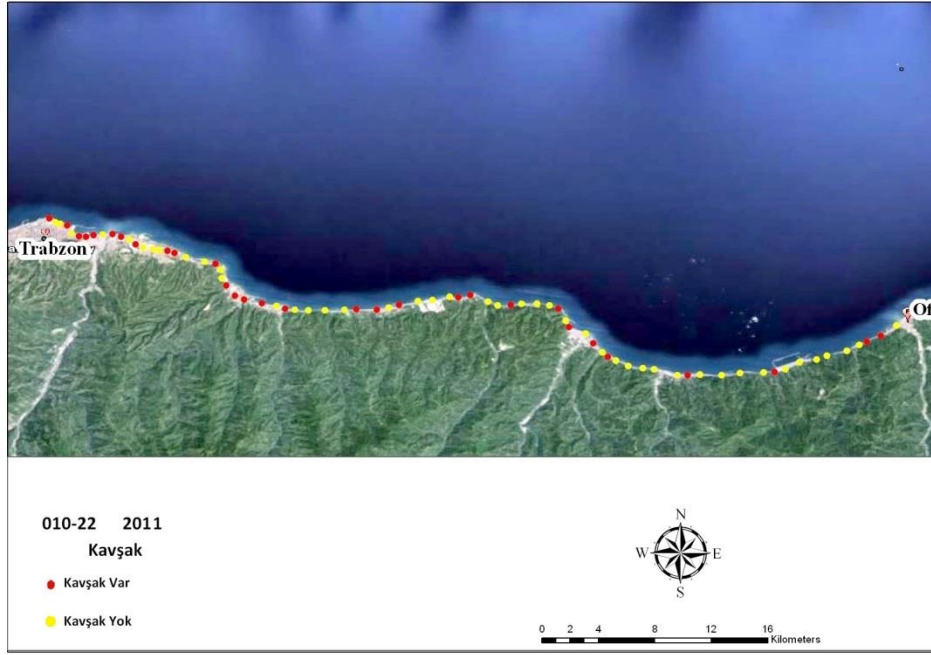 Trabzon
Of
010-22 2011
Kavşak
Kavşak Var
Kavşak Yok
N
W E
S
0 2 4 8 12 16
Kilometers